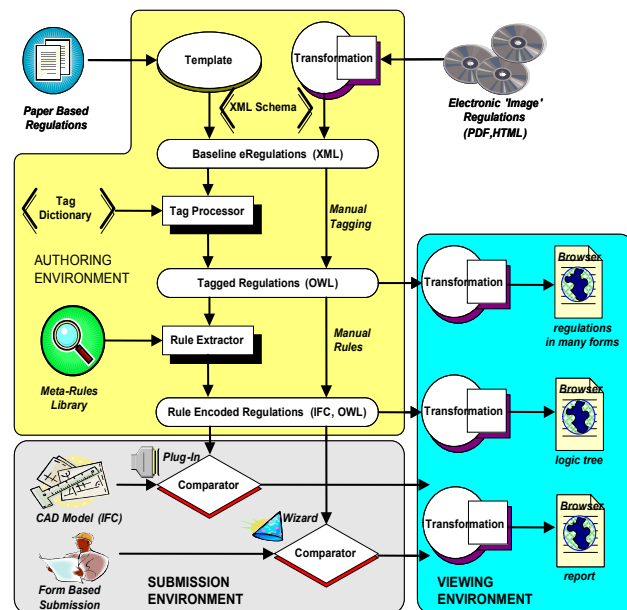 Template
Transformation
Paper Based
Regulations
XML Schema
Electronic 'Image'
Regulations
(PDF,HTML)
Baseline eRegulations (XML)
Tag
Dictionary
Tag Processor
Manual
Tagging
AUTHORING
ENVIRONMENT
Tagged Regulations (OWL)
Transformation
Browser
regulations
in many forms
Rule Extractor
Manual
Rules
Meta-Rules
Library
Rule Encoded Regulations (IFC, OWL)
Transformation
Browser
logic tree
Plug-In
Comparator
CAD Model (IFC)
Wizard
Comparator
Transformation
Browser
report
Form Based
Submission
SUBMISSION
ENVIRONMENT
VIEWING
ENVIRONMENT